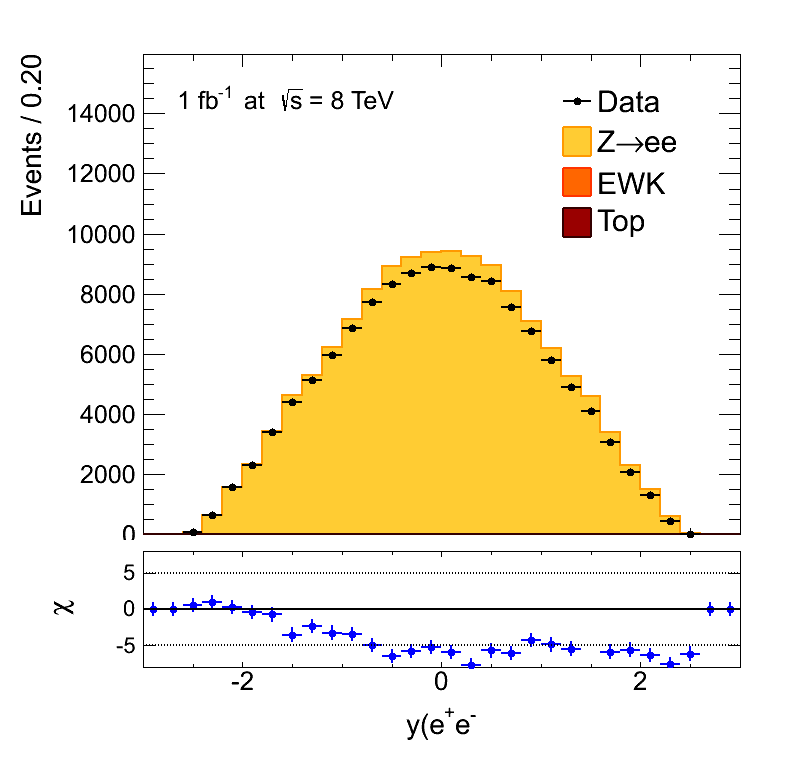 Events / 0.20
1 fb⁻¹ at √s = 8 TeV
Data
Z→ee
EWK
Top
14000
12000
10000
8000
6000
4000
2000
0
χ
5
0
-5
-2 0 2
y(e⁺e⁻